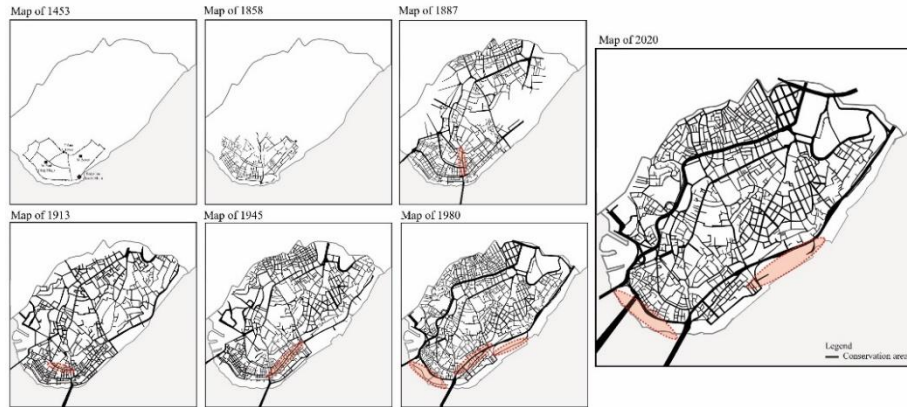 Map of 1453
Map of 1858
Map of 1887
Map of 2020
Map of 1913
Map of 1945
Map of 1980
Legend
Conservation area